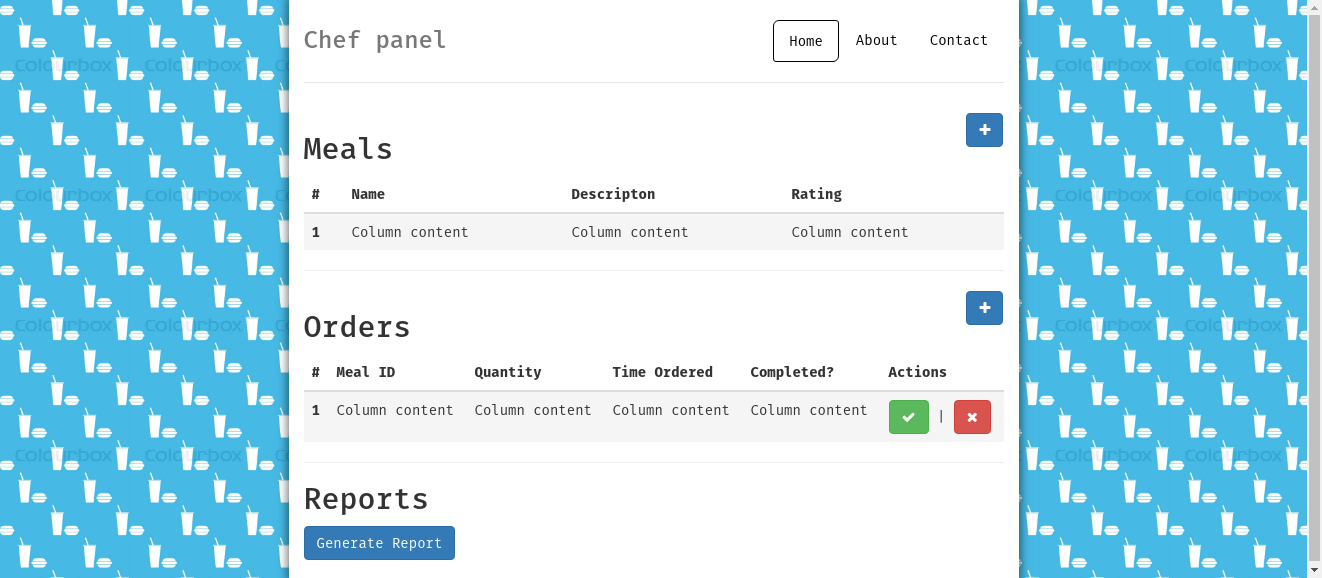 Chef panel
Home About Contact
Meals
# Name Descripton Rating
1 Column content Column content Column content
Orders
# Meal ID Quantity Time Ordered Completed? Actions
1 Column content Column content Column content Column content |
Reports
Generate Report
Colourbox Colourbox Colourbox Colourbox
Colourbox Colourbox Colourbox Colourbox
Colourbox Colourbox Colourbox Colourbox
Colourbox Colourbox Colourbox Colourbox